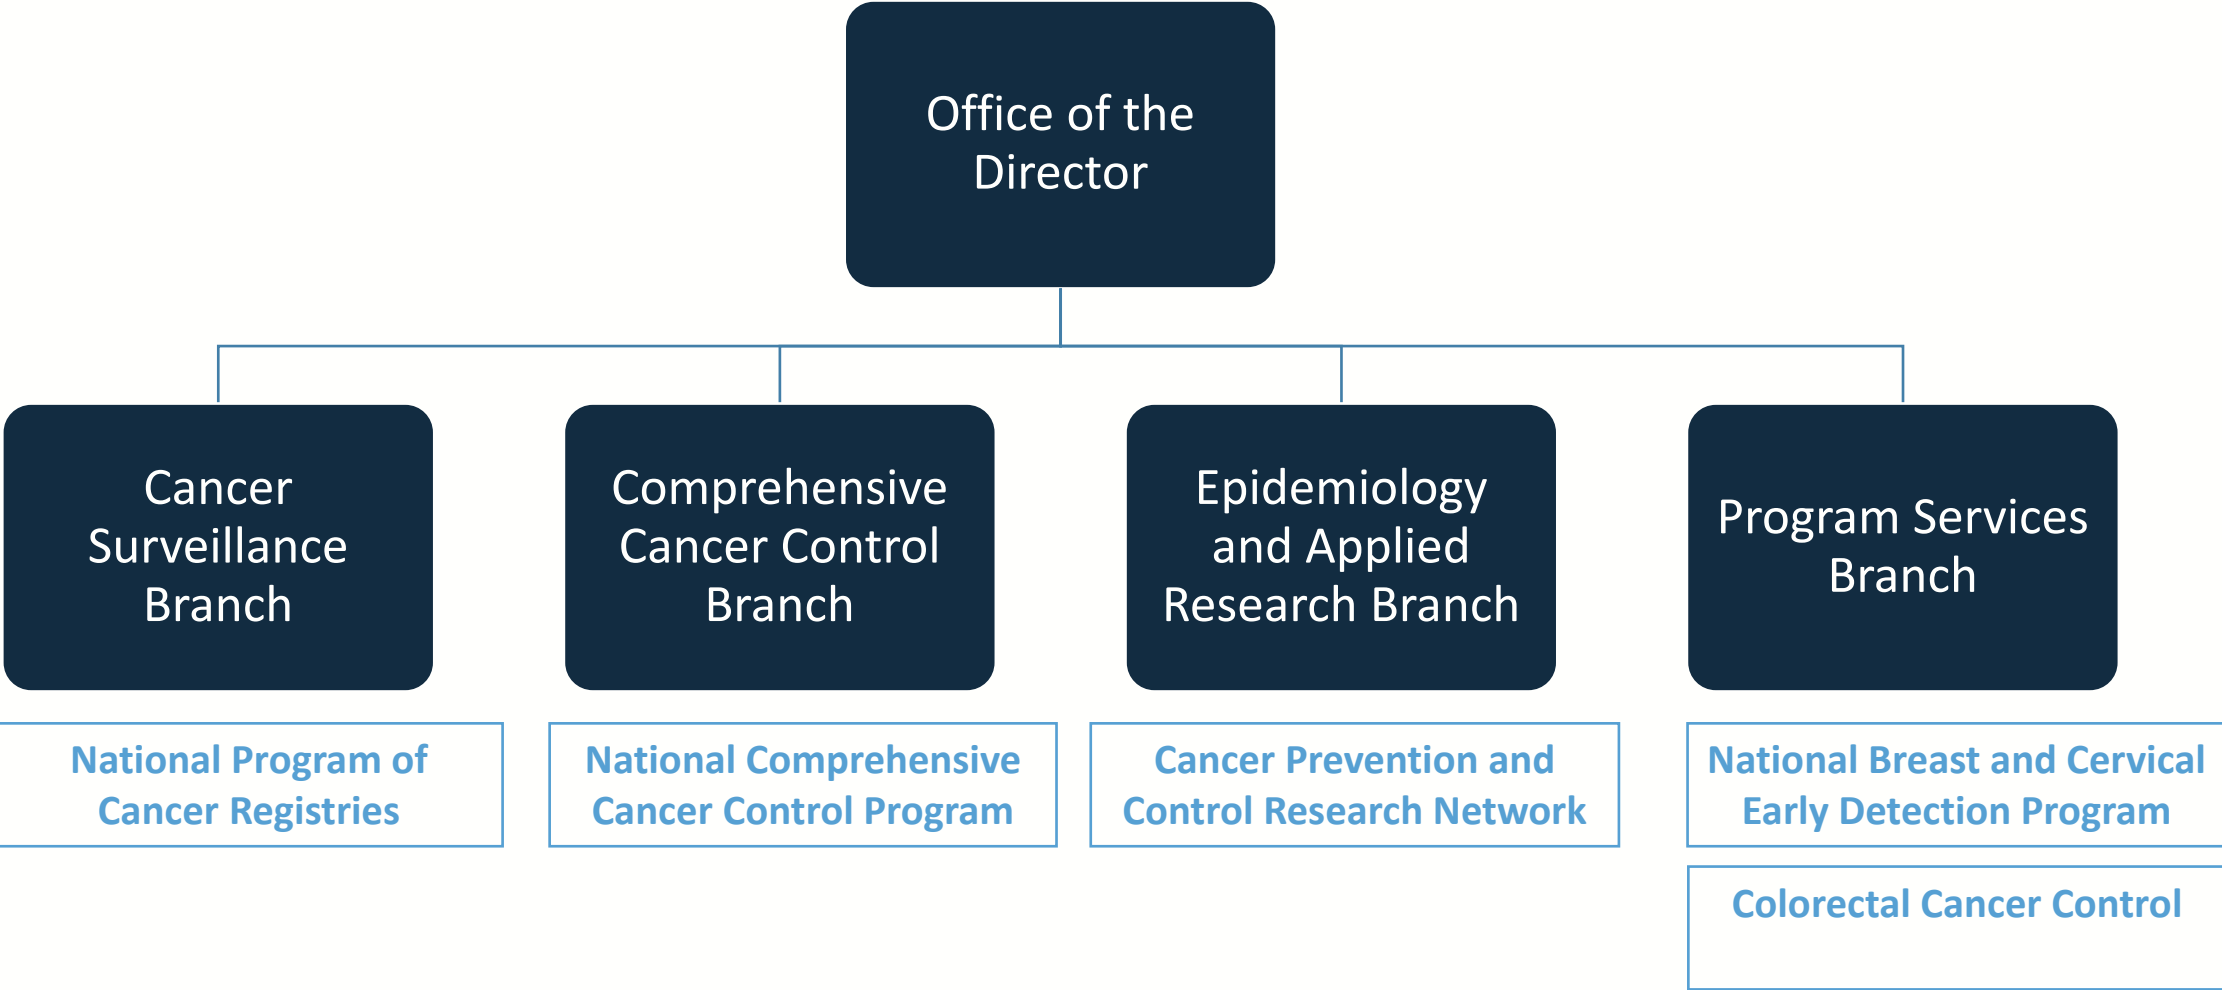 Office of the
Director
Cancer
Surveillance
Branch
Comprehensive
Cancer Control
Branch
Epidemiology
and Applied
Research Branch
Program Services
Branch
National Program of
Cancer Registries
National Comprehensive
Cancer Control Program
Cancer Prevention and
Control Research Network
National Breast and Cervical
Early Detection Program
Colorectal Cancer Control